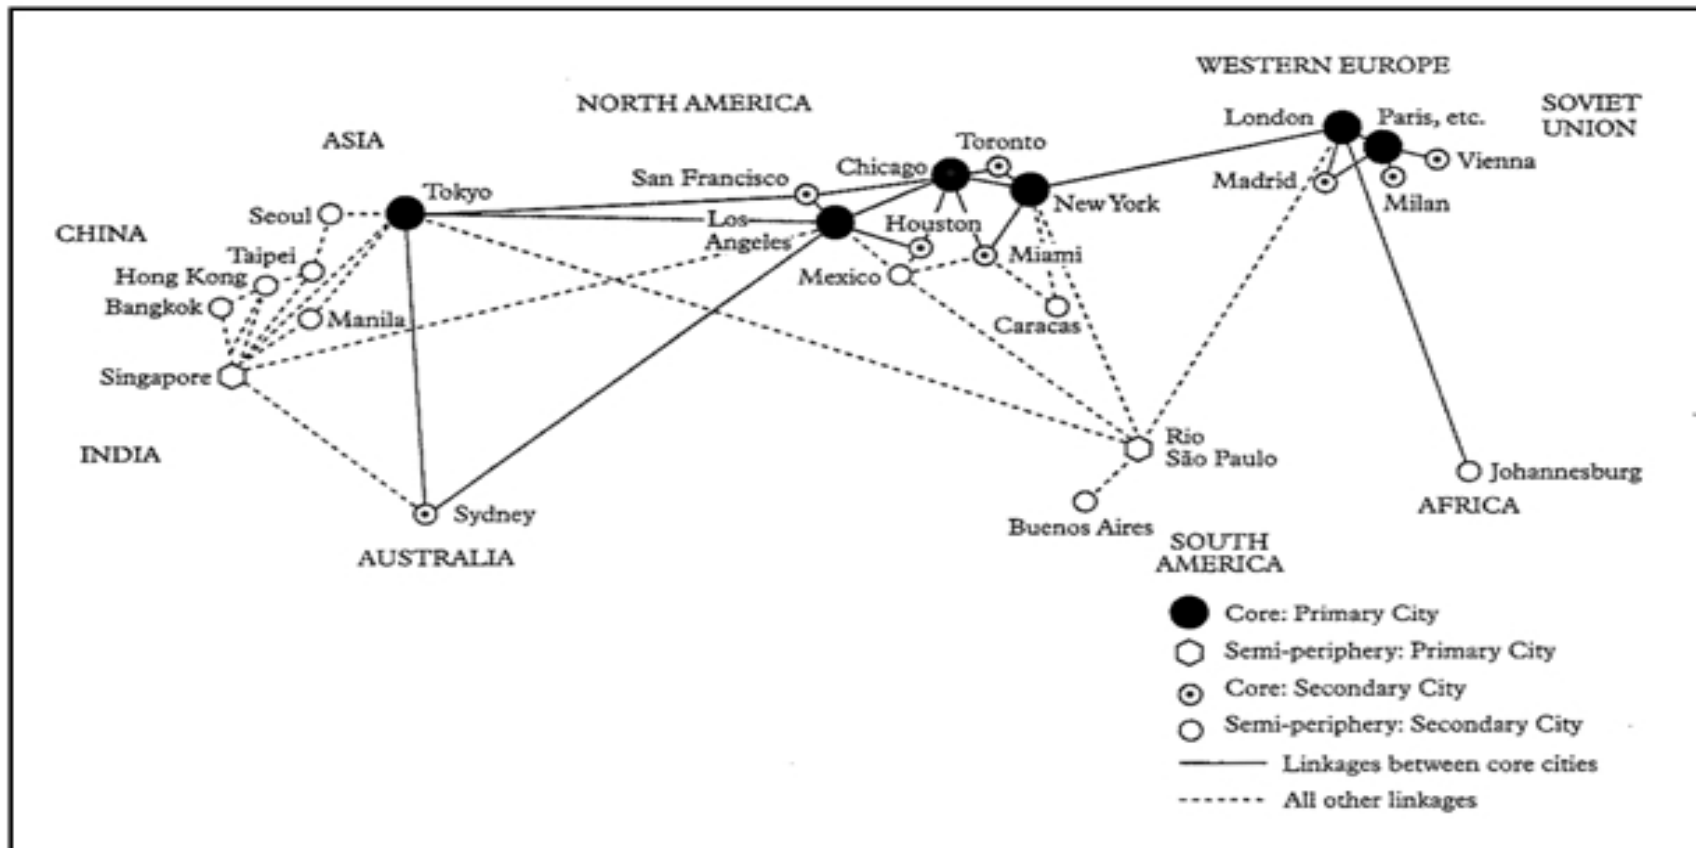 WESTERN EUROPE
NORTH AMERICA
SOVIET
UNION
London
Paris, etc.
ASIA
Toronto
Chicago
Vienna
San Francisco
Madrid
Tokyo
Milan
New York
Seoul
Los
Angeles
Houston
CHINA
Taipei
Miami
Hong Kong
Mexico
Bangkok
Manila
Caracas
Singapore
Rio
São Paulo
INDIA
Johannesburg
AFRICA
Sydney
Buenos Aires
AUSTRALIA
SOUTH
AMERICA
Core: Primary City
Semi-periphery: Primary City
Core: Secondary City
Semi-periphery: Secondary City
Linkages between core cities
All other linkages